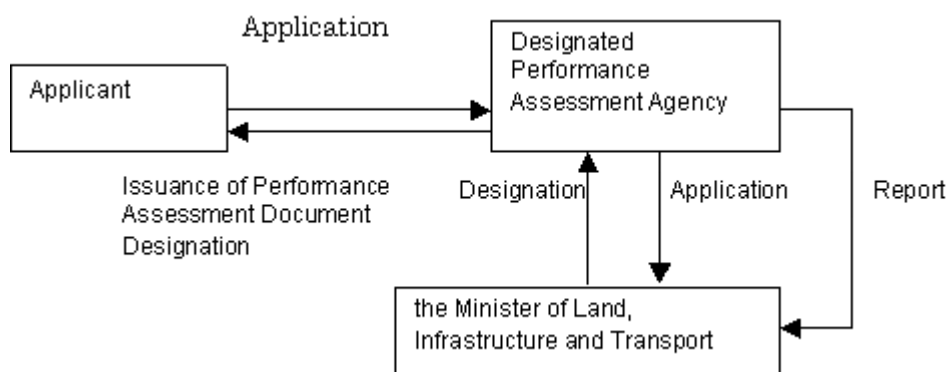 Application
Designated
Performance
Assessment Agency
Applicant
Issuance of Performance
Assessment Document
Designation
Designation
Application
Report
the Minister of Land,
Infrastructure and Transport